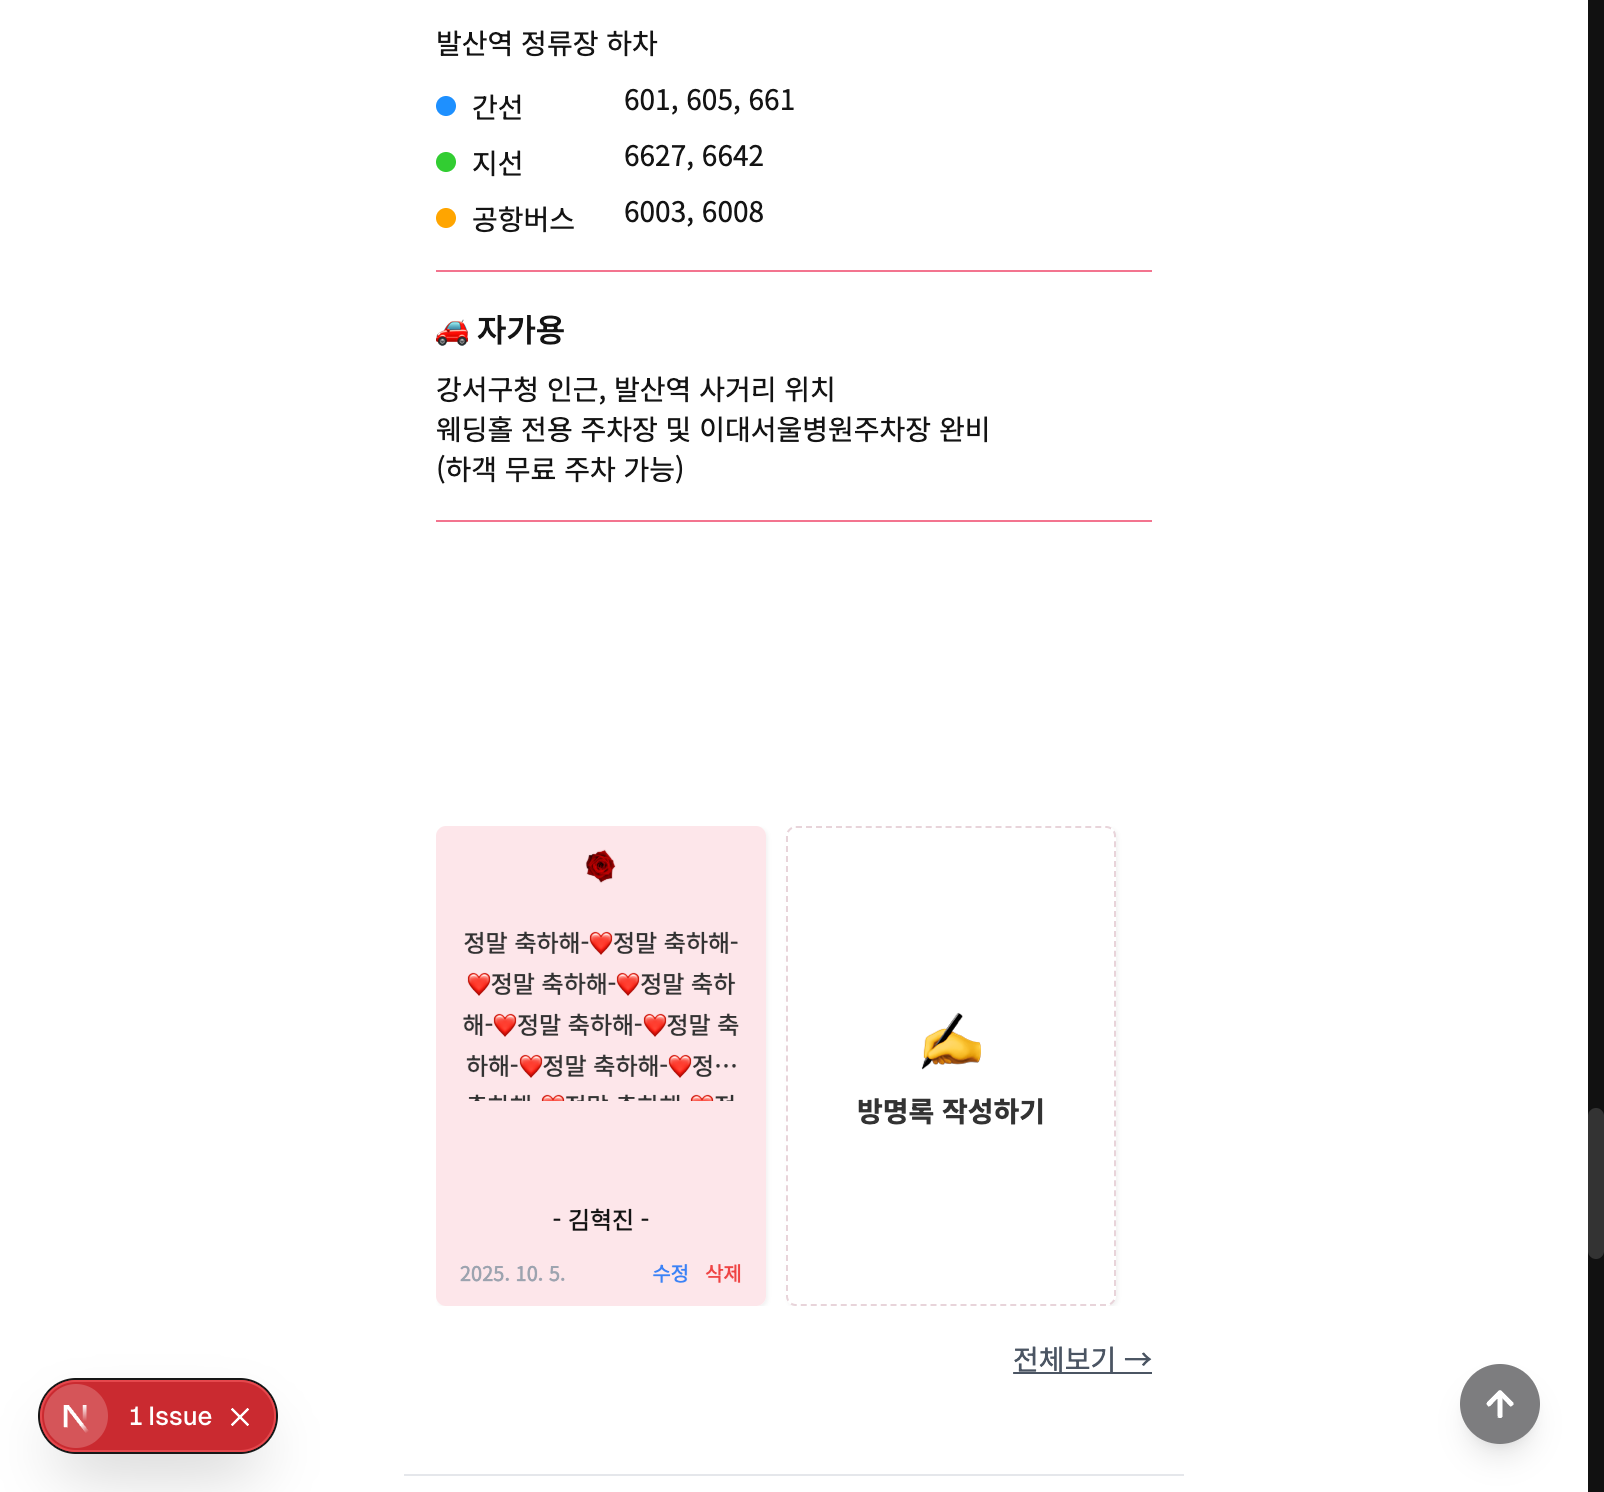 발산역 정류장 하차
간선 601, 605, 661
지선 6627, 6642
공항버스 6003, 6008
자가용
강서구청 인근, 발산역 사거리 위치
웨딩홀 전용 주차장 및 이대서울병원주차장 완비
(하객 무료 주차 가능)
정말 축하해-❤️정말 축하해-
❤️정말 축하해-❤️정말 축하
해-❤️정말 축하해-❤️정말 축
하해-❤️정말 축하해-❤️정…
- 김혁진 -
2025. 10. 5. 수정 삭제
방명록 작성하기
전체보기 →
N 1 Issue ×